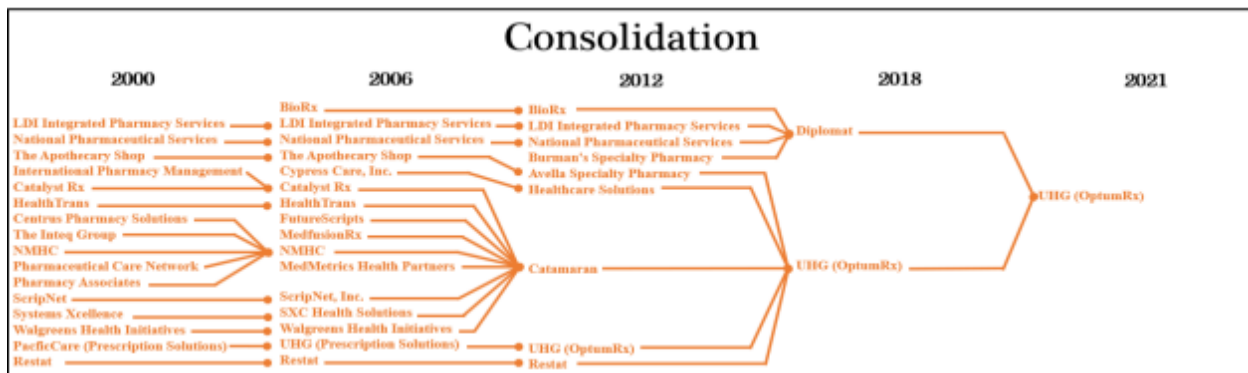 Consolidation
2000 2006 2012 2018 2021
BioRx
BioRx
LDI Integrated Pharmacy Services
LDI Integrated Pharmacy Services
LDI Integrated Pharmacy Services
Diplomat
National Pharmaceutical Services
National Pharmaceutical Services
National Pharmaceutical Services
The Apothecary Shop
The Apothecary Shop
Burman's Specialty Pharmacy
International Pharmacy Management
Cypress Care, Inc.
Avella Specialty Pharmacy
Catalyst Rx
Catalyst Rx
Healthcare Solutions
UHG (OptumRx)
HealthTrans
HealthTrans
Centrus Pharmacy Solutions
FutureScripts
The Inteq Group
MedfusionRx
NMHC
NMHC
Pharmaceutical Care Network
MedMetrics Health Partners
Catamaran
UHG (OptumRx)
Pharmacy Associates
ScripNet
ScripNet, Inc.
Systems Xcellence
SXC Health Solutions
Walgreens Health Initiatives
Walgreens Health Initiatives
PacficCare (Prescription Solutions)
UHG (Prescription Solutions)
UHG (OptumRx)
Restat
Restat
Restat